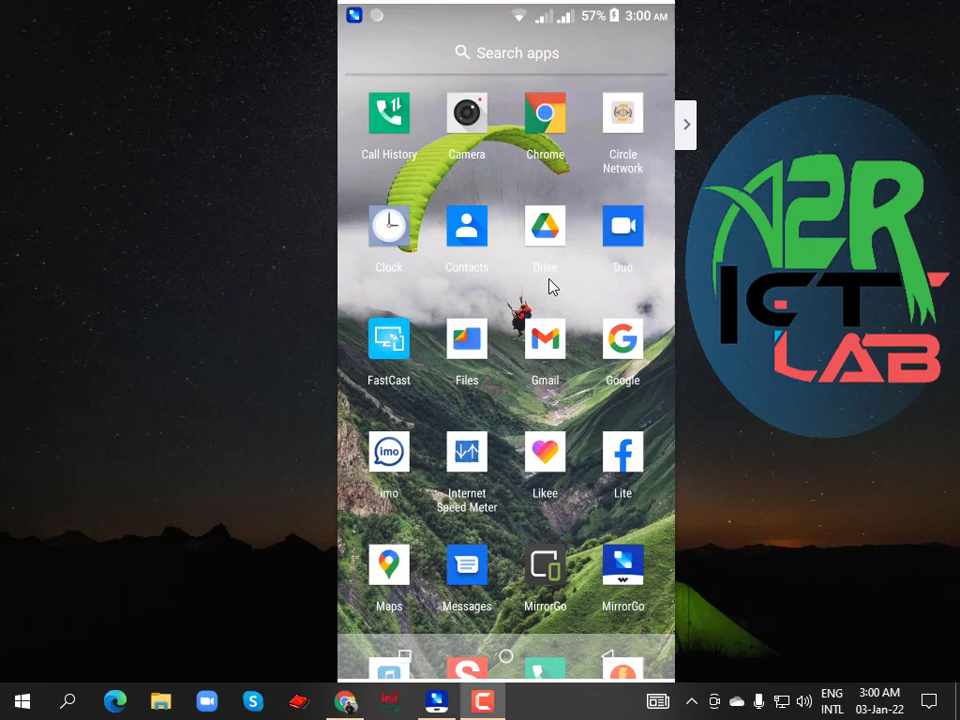 57% 3:00 AM
Search apps
Call History
Camera
Chrome
Circle
Network
Clock
Contacts
Drive
Duo
FastCast
Files
Gmail
Google
imo
imo
Internet
Speed Meter
Likee
Lite
Maps
Messages
MirrorGo
MirrorGo
A2R
ICT
LAB
ENG
INTL
3:00 AM
03-Jan-22